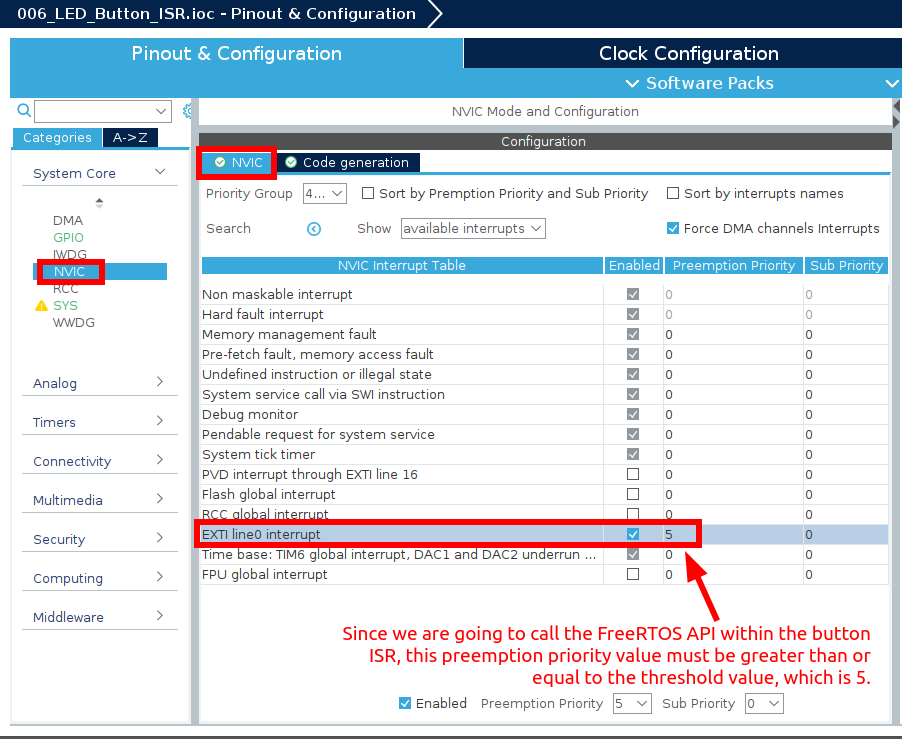 006_LED_Button_ISR.ioc - Pinout & Configuration
Pinout & Configuration
Clock Configuration
Software Packs
NVIC Mode and Configuration
Categories
A->Z
Configuration
NVIC
Code generation
System Core
Priority Group
4...
Sort by Premption Priority and Sub Priority
Sort by interrupts names
DMA
GPIO
IWDG
NVIC
RCC
SYS
WWDG
Search
Show
available interrupts
Force DMA channels Interrupts
NVIC Interrupt Table Enabled Preemption Priority Sub Priority
Non maskable interrupt 0 0
Hard fault interrupt 0 0
Memory management fault 0 0
Pre-fetch fault, memory access fault 0 0
Undefined instruction or illegal state 0 0
System service call via SWI instruction 0 0
Debug monitor 0 0
Pendable request for system service 0 0
System tick timer 0 0
PVD interrupt through EXTI line 16 0 0
Flash global interrupt 0 0
RCC global interrupt 0 0
EXTI line0 interrupt 5 0
Time base: TIM6 global interrupt, DAC1 and DAC2 underrun ... 0 0
FPU global interrupt 0 0
Analog
Timers
Connectivity
Multimedia
Security
Computing
Middleware
Since we are going to call the FreeRTOS API within the button
ISR, this preemption priority value must be greater than or
equal to the threshold value, which is 5.
Enabled Preemption Priority 5 Sub Priority 0